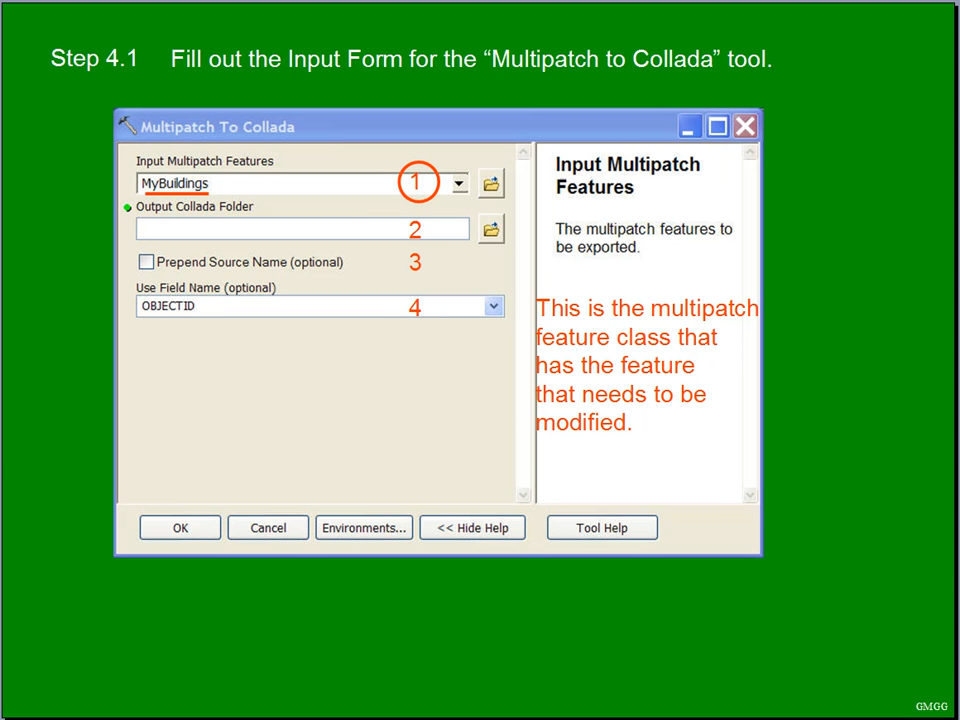 Step 4.1 Fill out the Input Form for the “Multipatch to Collada” tool.
Multipatch To Collada
Input Multipatch Features
MyBuildings 1
Output Collada Folder
2
Prepend Source Name (optional) 3
Use Field Name (optional)
OBJECTID 4
Input Multipatch
Features
The multipatch features to
be exported.
This is the multipatch
feature class that
has the feature
that needs to be
modified.
OK Cancel Environments... << Hide Help Tool Help
GMGG